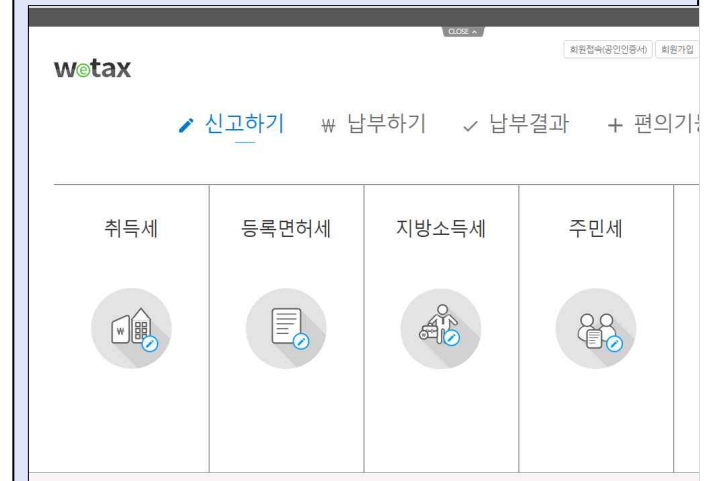 CLOSE ^
회원접속(공인인증서) 회원가입
wetax
신고하기 ₩ 납부하기 납부결과 + 편의기
취득세 등록면허세 지방소득세 주민세
₩